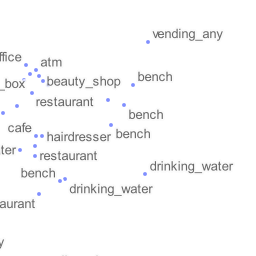 vending_any
ffice
atm
bench
_box
beauty_shop
restaurant
bench
cafe
hairdresser
bench
ter
restaurant
drinking_water
bench
drinking_water
aurant
y